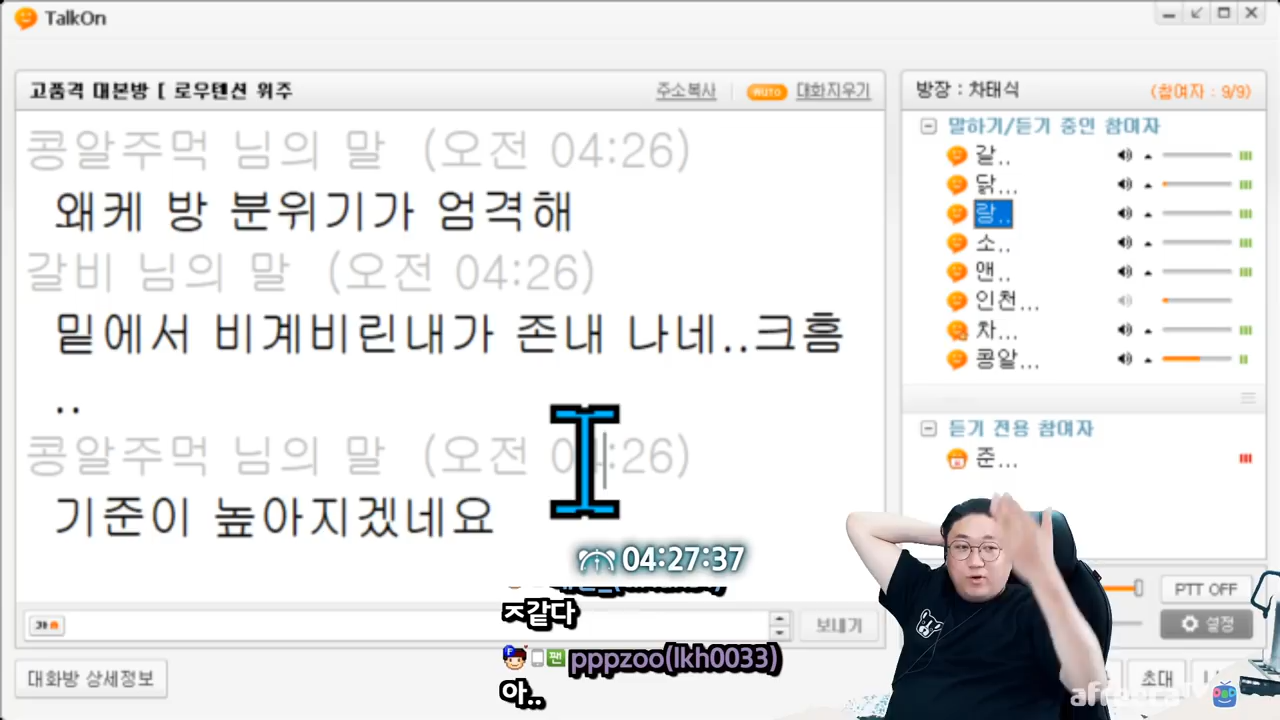 TalkOn
고품격 대본방 [ 로우텐션 위주
주소복사
AUTO
대화지우기
콩알주먹 님의 말 (오전 04:26)
왜케 방 분위기가 엄격해
갈비 님의 말 (오전 04:26)
밑에서 비계비린내가 존내 나네..크흠
..
콩알주먹 님의 말 (오전 04:26)
기준이 높아지겠네요
04:27:37
ㅈ같다
팬 pppzoo(lkh0033)
아..
가
보내기
대화방 상세정보
방장 : 차태식
(참여자 : 9/9)
말하기/듣기 중인 참여자
갈..
닭...
랑..
소..
앤..
인천...
차...
콩알...
듣기 전용 참여자
준...
PTT OFF
설정
초대
afreecaTV